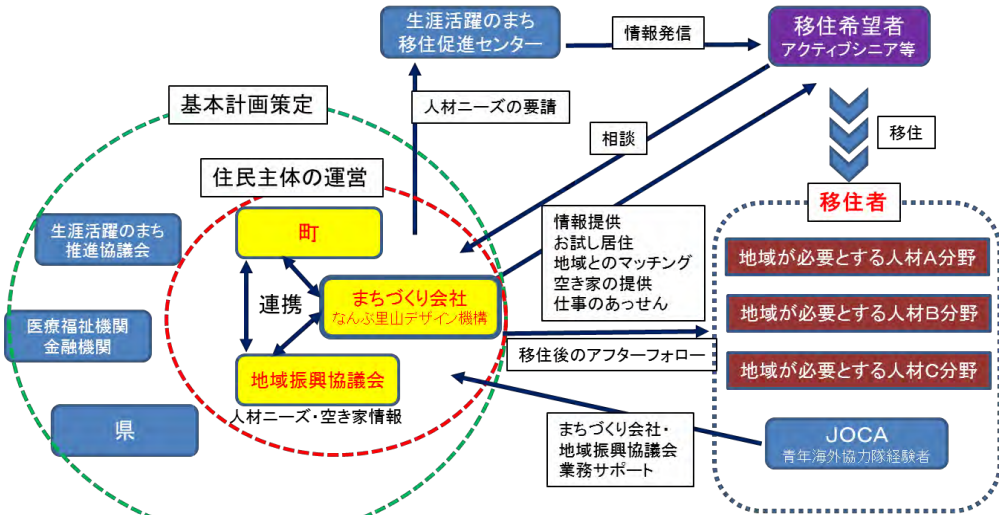 生涯活躍のまち
移住促進センター
情報発信
移住希望者
アクティブシニア等
基本計画策定
人材ニーズの要請
相談
移住
住民主体の運営
移住者
生涯活躍のまち
推進協議会
町
情報提供
お試し居住
地域とのマッチング
空き家の提供
仕事のあっせん
地域が必要とする人材A分野
連携
まちづくり会社
なんぶ里山デザイン機構
地域が必要とする人材B分野
医療福祉機関
金融機関
移住後のアフターフォロー
地域が必要とする人材C分野
地域振興協議会
人材ニーズ・空き家情報
県
まちづくり会社・
地域振興協議会
業務サポート
JOCA
青年海外協力隊経験者